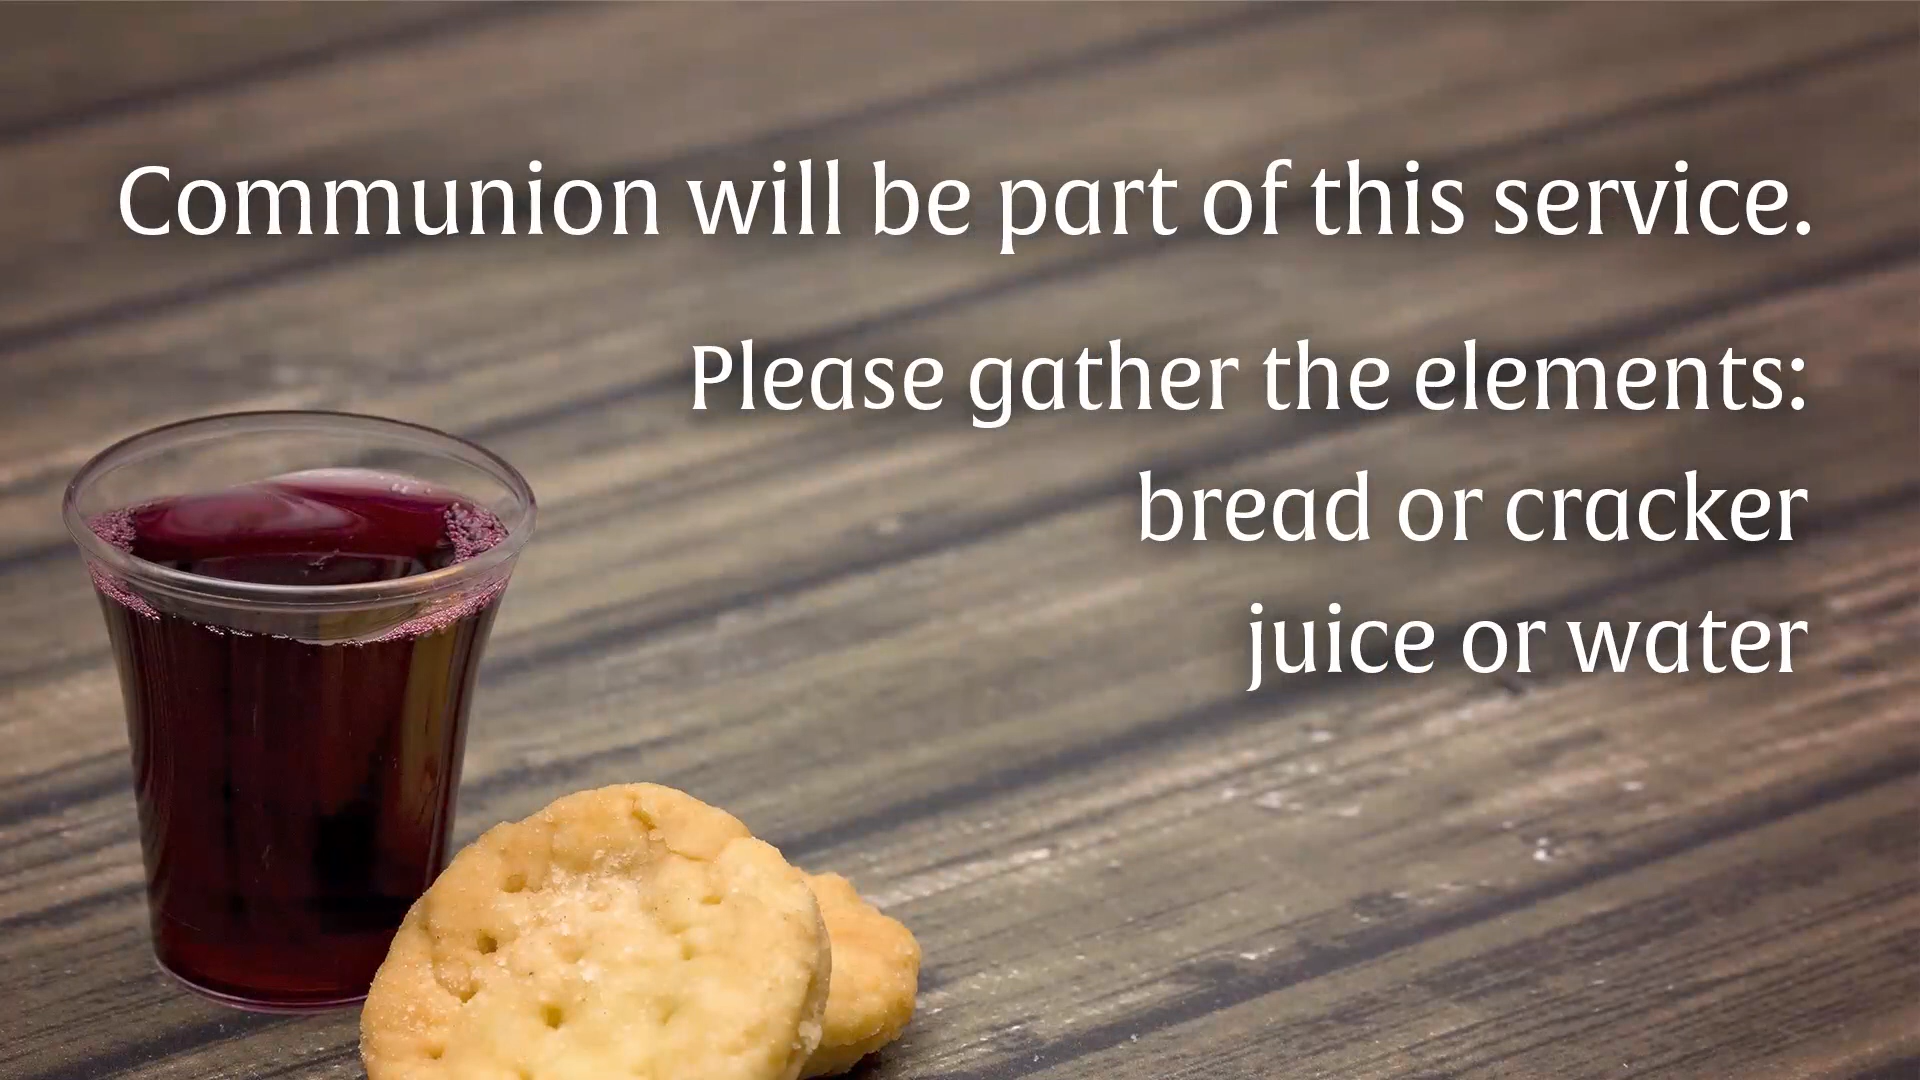 Communion will be part of this service.
Please gather the elements:
bread or cracker
juice or water